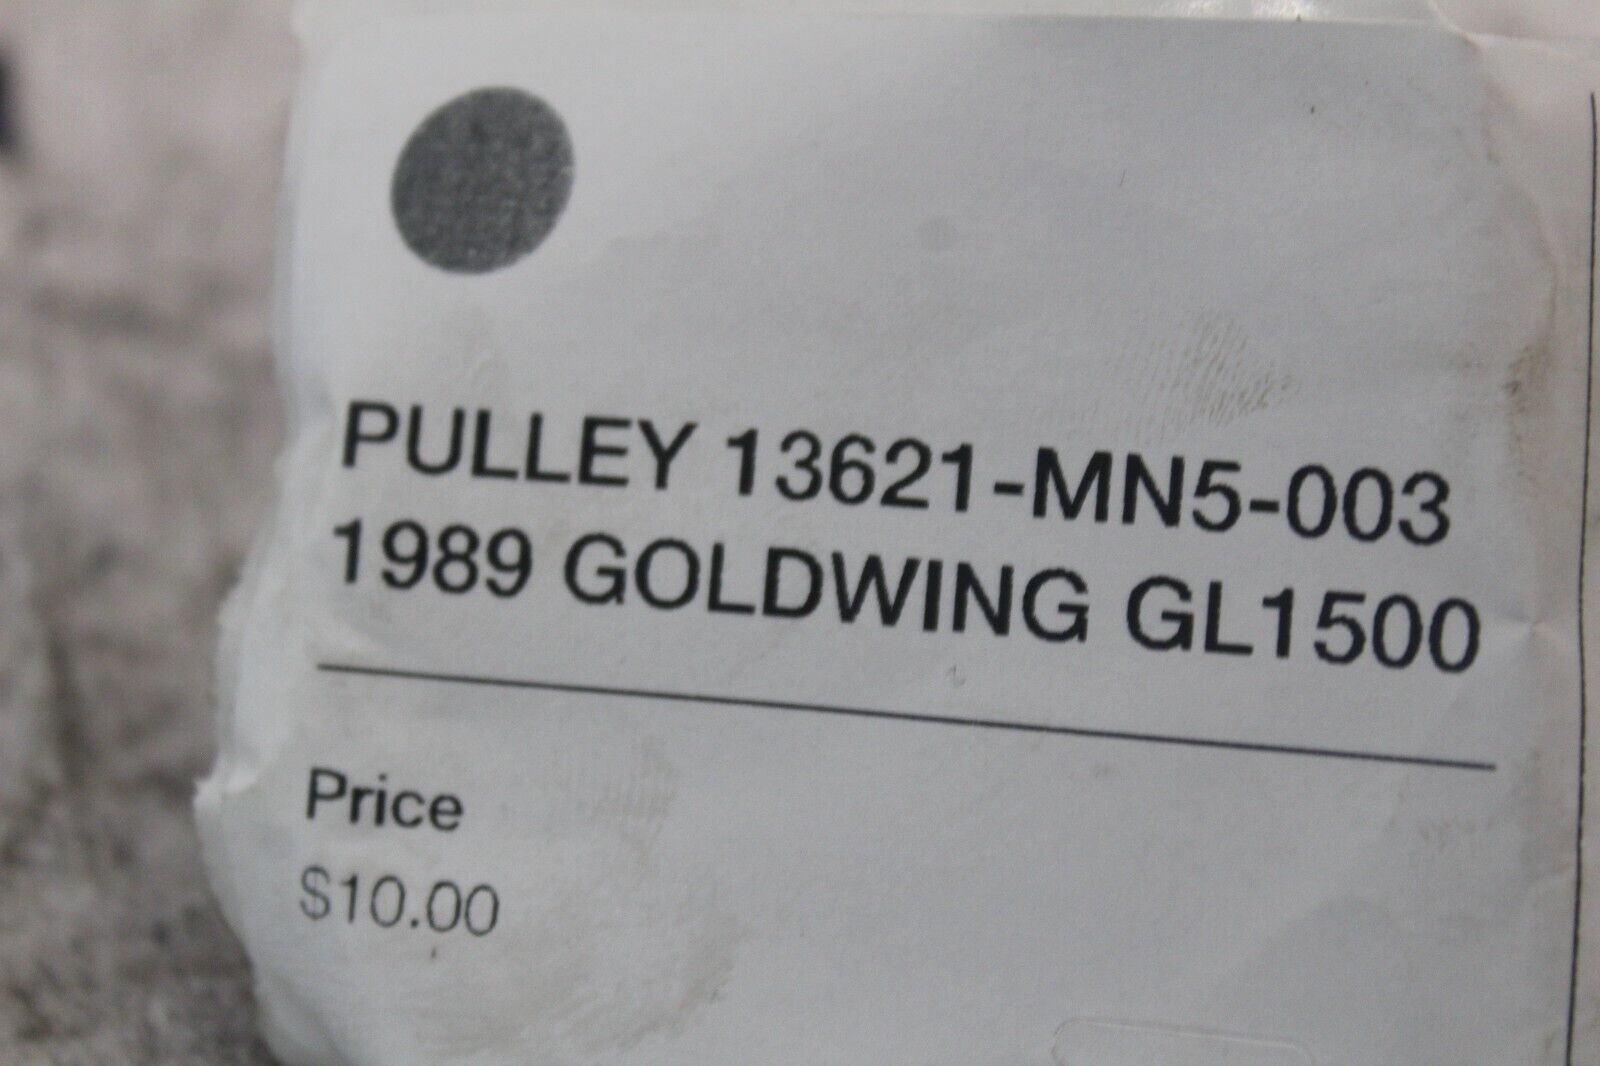 PULLEY 13621-MN5-003
1989 GOLDWING GL1500
Price
$10.00